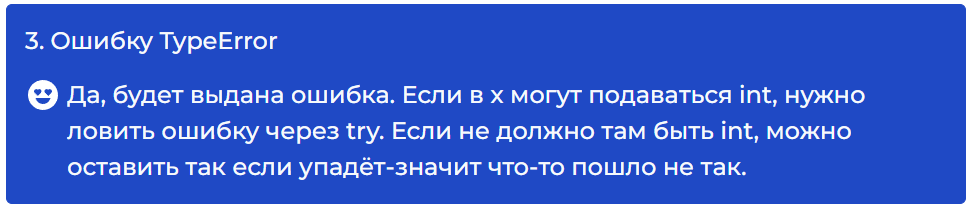 3. Ошибку TypeError
Да, будет выдана ошибка. Если в x могут подаваться int, нужно
ловить ошибку через try. Если не должно там быть int, можно
оставить так если упадёт-значит что-то пошло не так.